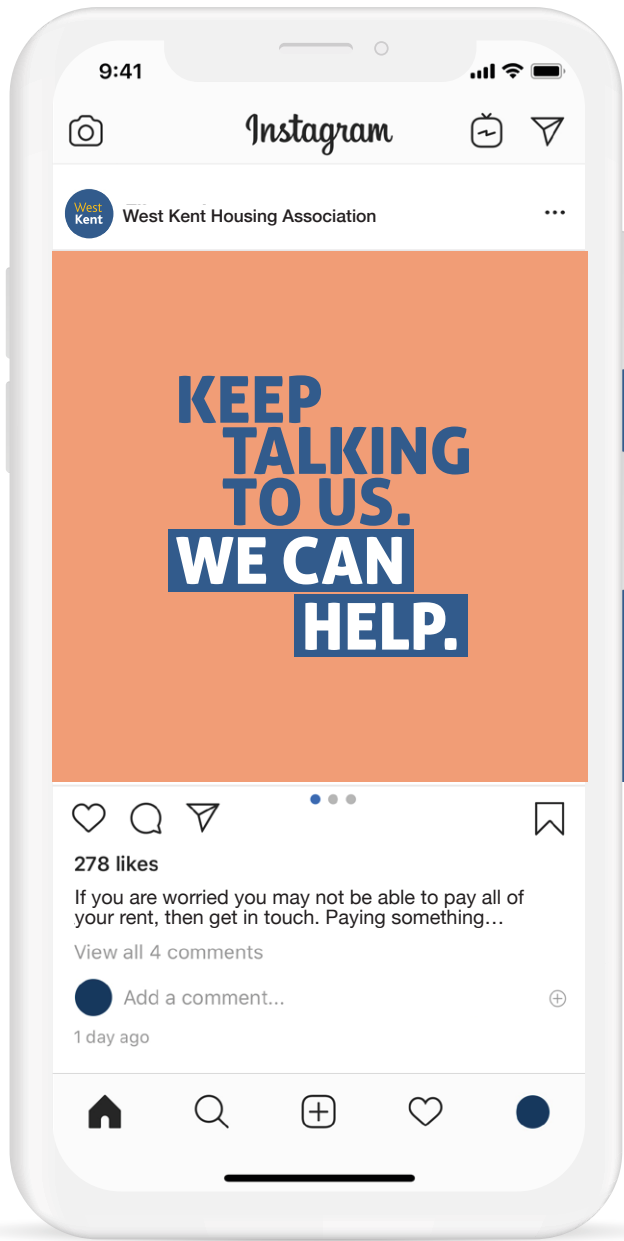 9:41
Instagram
West
Kent
West Kent Housing Association
KEEP
TALKING
TO US.
WE CAN
HELP.
278 likes
If you are worried you may not be able to pay all of
your rent, then get in touch. Paying something…
View all 4 comments
Add a comment...
1 day ago